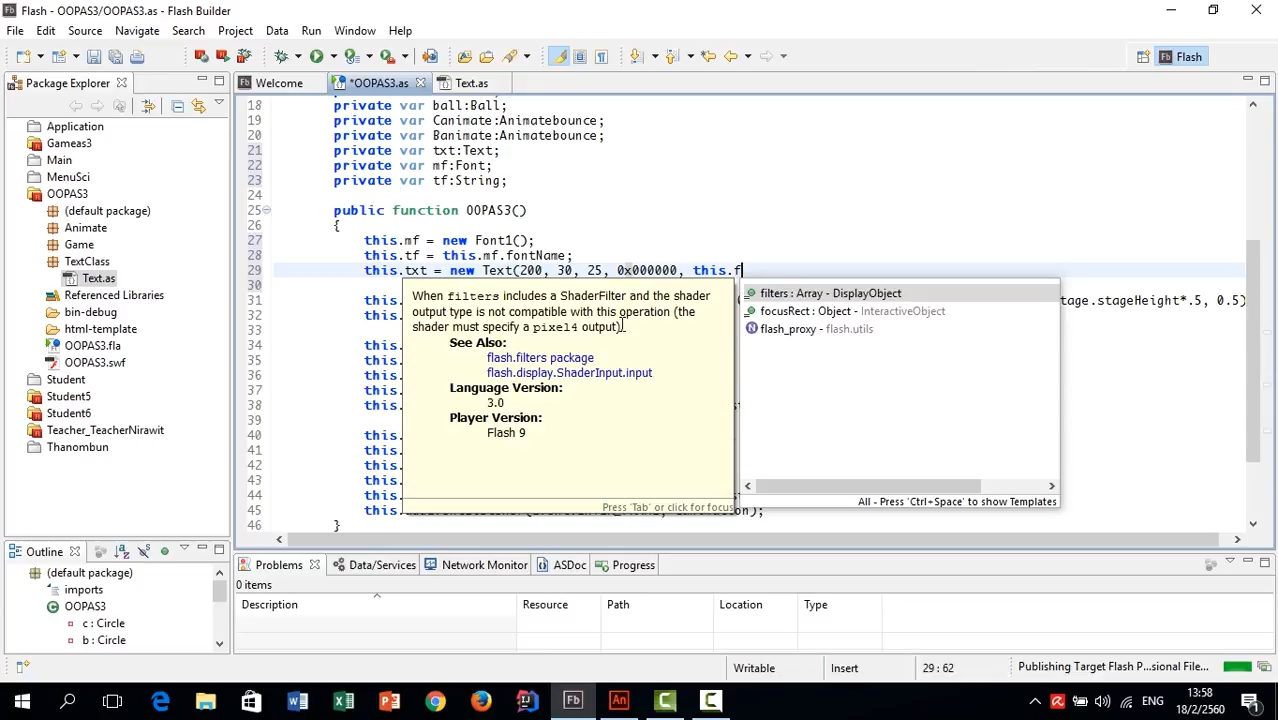 Flash - OOPAS3/OOPAS3.as - Flash Builder
File Edit Source Navigate Search Project Data Run Window Help
Flash
Package Explorer
Welcome *OOPAS3.as Text.as
Application
Gameas3
Main
MenuSci
OOPAS3
(default package)
Animate
Game
TextClass
Text.as
Referenced Libraries
bin-debug
html-template
OOPAS3.fla
OOPAS3.swf
Student
Student5
Student6
Teacher_TeacherNirawit
Thanombun
18 private var ball:Ball;
19 private var Canimate:Animatebounce;
20 private var Banimate:Animatebounce;
21 private var txt:Text;
22 private var mf:Font;
23 private var tf:String;
24
25 public function OOPAS3()
26 {
27 this.mf = new Font1();
28 this.tf = this.mf.fontName;
29 this.txt = new Text(200, 30, 25, 0x000000, this.f
30
31 this. tage.stageHeight*.5, 0.5)
32 this.
33
34
35 this.
36 this.
37 this.
38 this.
39
40 this.
41 this.
42 this.
43 this.
44 this.
45 this.
46 }
When filters includes a ShaderFilter and the shader
output type is not compatible with this operation (the
shader must specify a pixel4 output)
See Also:
flash.filters package
flash.display.ShaderInput.input
Language Version:
3.0
Player Version:
Flash 9
Press 'Tab' or click for focus
filters : Array - DisplayObject
focusRect : Object - InteractiveObject
flash_proxy - flash.utils
All - Press 'Ctrl+Space' to show Templates
Outline
(default package)
imports
OOPAS3
c : Circle
b : Circle
Problems Data/Services Network Monitor ASDoc Progress
0 items
Description Resource Path Location Type
Writable Insert 29 : 62 Publishing Target Flash P...sional File...
ENG
13:58
18/2/2560